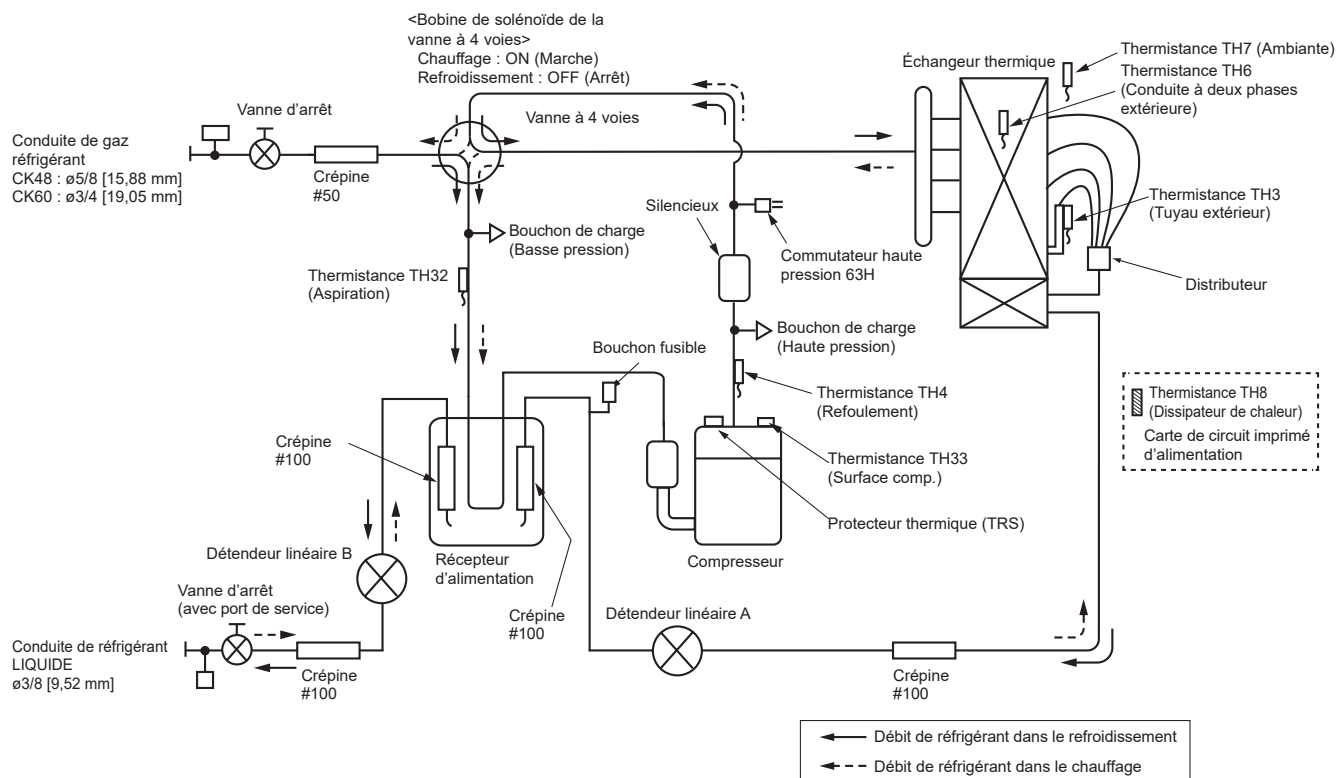 <Bobine de solénoïde de la
vanne à 4 voies>
Chauffage : ON (Marche)
Refroidissement : OFF (Arrêt)
Vanne d'arrêt
Conduite de gaz
réfrigérant
CK48 : ø5/8 [15,88 mm]
CK60 : ø3/4 [19,05 mm]
Crépine
#50
Vanne à 4 voies
Échangeur thermique
Thermistance TH7 (Ambiante)
Thermistance TH6
(Conduite à deux phases
extérieure)
Thermistance TH3
(Tuyau extérieur)
Distributeur
Silencieux
Commutateur haute
pression 63H
Bouchon de charge
(Basse pression)
Thermistance TH32
(Aspiration)
Bouchon de charge
(Haute pression)
Bouchon fusible
Thermistance TH4
(Refoulement)
Thermistance TH8
(Dissipateur de chaleur)
Carte de circuit imprimé
d'alimentation
Crépine
#100
Thermistance TH33
(Surface comp.)
Protecteur thermique (TRS)
Compresseur
Récepteur
d'alimentation
Détendeur linéaire B
Vanne d'arrêt
(avec port de service)
Crépine
#100
Détendeur linéaire A
Conduite de réfrigérant
LIQUIDE
ø3/8 [9,52 mm]
Crépine
#100
Crépine
#100
Débit de réfrigérant dans le refroidissement
Débit de réfrigérant dans le chauffage